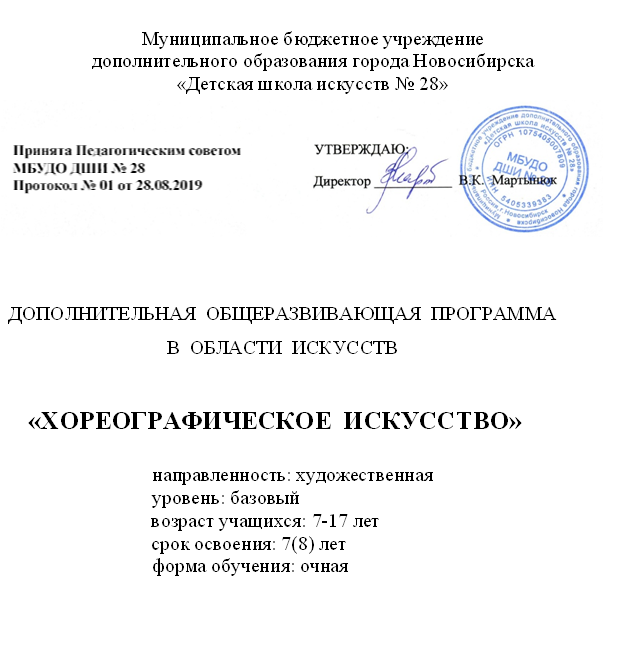 Муниципальное бюджетное учреждение
дополнительного образования города Новосибирска
«Детская школа искусств № 28»
Принята Педагогическим советом
МБУДО ДШИ № 28
Протокол № 01 от 28.08.2019
УТВЕРЖДАЮ:
Директор ____________ В.К. Мартынюк
МБУДО
ДШИ № 28
ДОПОЛНИТЕЛЬНАЯ ОБЩЕРАЗВИВАЮЩАЯ ПРОГРАММА
В ОБЛАСТИ ИСКУССТВ
«ХОРЕОГРАФИЧЕСКОЕ ИСКУССТВО»
направленность: художественная
уровень: базовый
возраст учащихся: 7-17 лет
срок освоения: 7(8) лет
форма обучения: очная